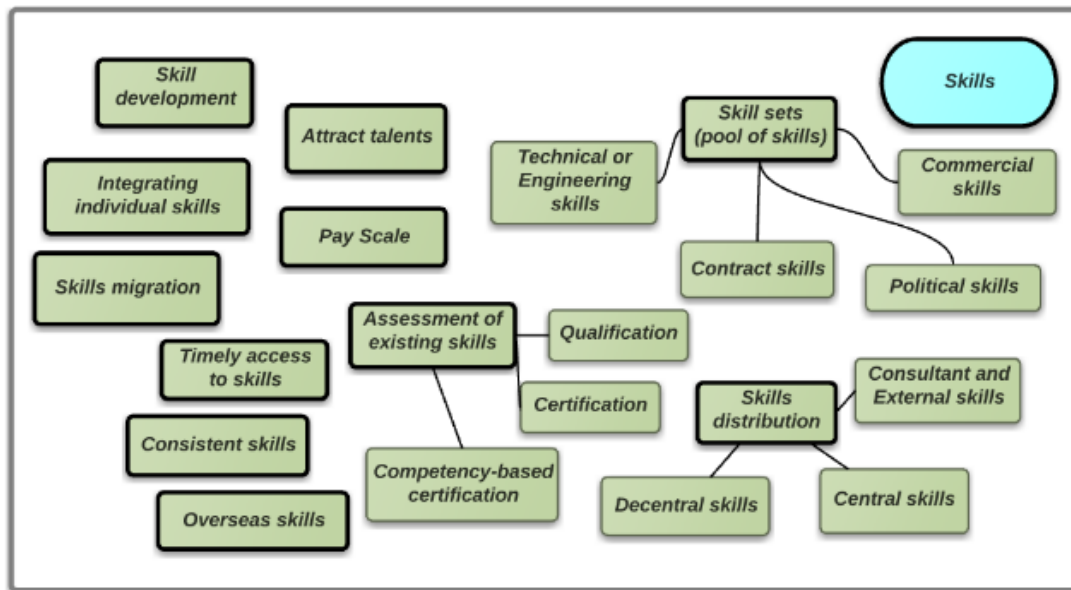 Skill
development
Attract talents
Skill sets
(pool of skills)
Skills
Technical or
Engineering
skills
Commercial
skills
Integrating
individual skills
Pay Scale
Contract skills
Political skills
Skills migration
Assessment of
existing skills
Qualification
Timely access
to skills
Certification
Skills
distribution
Consultant and
External skills
Consistent skills
Competency-based
certification
Decentral skills
Central skills
Overseas skills